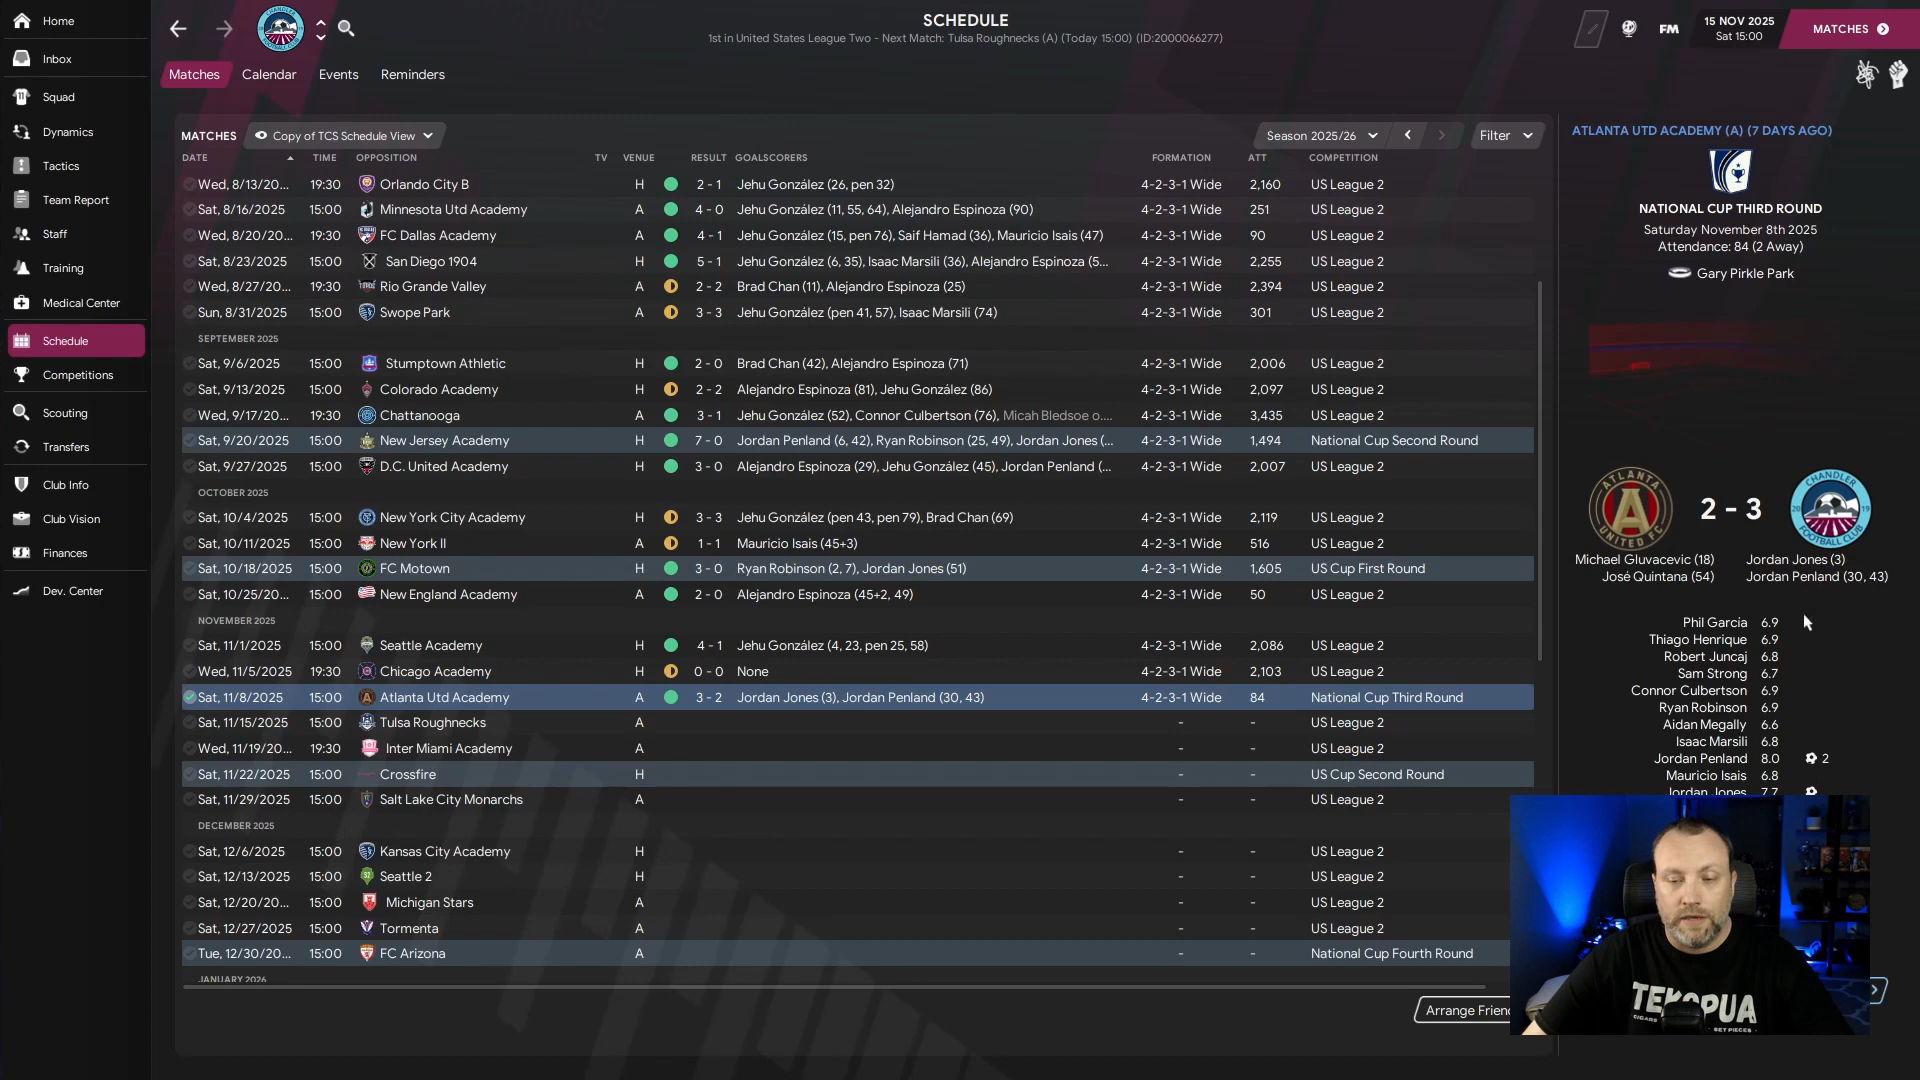 Home
Inbox
Squad
Dynamics
Tactics
Team Report
Staff
Training
Medical Center
Schedule
Competitions
Scouting
Transfers
Club Info
Club Vision
Finances
Dev. Center
SCHEDULE
1st in United States League Two - Next Match: Tulsa Roughnecks (A) (Today 15:00) (ID:2000066277)
FM
15 NOV 2025
Sat 15:00
MATCHES
Matches Calendar Events Reminders
MATCHES Copy of TCS Schedule View Season 2025/26 Filter
DATE TIME OPPOSITION TV VENUE RESULT GOALSCORERS FORMATION ATT COMPETITION
Wed, 8/13/20... 19:30 Orlando City B H 2 - 1 Jehu González (26, pen 32) 4-2-3-1 Wide 2,160 US League 2
Sat, 8/16/2025 15:00 Minnesota Utd Academy A 4 - 0 Jehu González (11, 55, 64), Alejandro Espinoza (90) 4-2-3-1 Wide 251 US League 2
Wed, 8/20/20... 19:30 FC Dallas Academy A 4 - 1 Jehu González (15, pen 76), Saif Hamad (36), Mauricio Isais (47) 4-2-3-1 Wide 90 US League 2
Sat, 8/23/2025 15:00 San Diego 1904 H 5 - 1 Jehu González (6, 35), Isaac Marsili (36), Alejandro Espinoza (5... 4-2-3-1 Wide 2,255 US League 2
Wed, 8/27/20... 19:30 Rio Grande Valley A 2 - 2 Brad Chan (11), Alejandro Espinoza (25) 4-2-3-1 Wide 2,394 US League 2
Sun, 8/31/2025 15:00 Swope Park A 3 - 3 Jehu González (pen 41, 57), Isaac Marsili (74) 4-2-3-1 Wide 301 US League 2
SEPTEMBER 2025
Sat, 9/6/2025 15:00 Stumptown Athletic H 2 - 0 Brad Chan (42), Alejandro Espinoza (71) 4-2-3-1 Wide 2,006 US League 2
Sat, 9/13/2025 15:00 Colorado Academy H 2 - 2 Alejandro Espinoza (81), Jehu González (86) 4-2-3-1 Wide 2,097 US League 2
Wed, 9/17/20... 19:30 Chattanooga A 3 - 1 Jehu González (52), Connor Culbertson (76), Micah Bledsoe o.... 4-2-3-1 Wide 3,435 US League 2
Sat, 9/20/2025 15:00 New Jersey Academy H 7 - 0 Jordan Penland (6, 42), Ryan Robinson (25, 49), Jordan Jones (... 4-2-3-1 Wide 1,494 National Cup Second Round
Sat, 9/27/2025 15:00 D.C. United Academy H 3 - 0 Alejandro Espinoza (29), Jehu González (45), Jordan Penland (... 4-2-3-1 Wide 2,007 US League 2
OCTOBER 2025
Sat, 10/4/2025 15:00 New York City Academy H 3 - 3 Jehu González (pen 43, pen 79), Brad Chan (69) 4-2-3-1 Wide 2,119 US League 2
Sat, 10/11/2025 15:00 New York II A 1 - 1 Mauricio Isais (45+3) 4-2-3-1 Wide 516 US League 2
Sat, 10/18/2025 15:00 FC Motown H 3 - 0 Ryan Robinson (2, 7), Jordan Jones (51) 4-2-3-1 Wide 1,605 US Cup First Round
Sat, 10/25/20... 15:00 New England Academy A 2 - 0 Alejandro Espinoza (45+2, 49) 4-2-3-1 Wide 50 US League 2
NOVEMBER 2025
Sat, 11/1/2025 15:00 Seattle Academy H 4 - 1 Jehu González (4, 23, pen 25, 58) 4-2-3-1 Wide 2,086 US League 2
Wed, 11/5/2025 19:30 Chicago Academy H 0 - 0 None 4-2-3-1 Wide 2,103 US League 2
Sat, 11/8/2025 15:00 Atlanta Utd Academy A 3 - 2 Jordan Jones (3), Jordan Penland (30, 43) 4-2-3-1 Wide 84 National Cup Third Round
Sat, 11/15/2025 15:00 Tulsa Roughnecks A - - US League 2
Wed, 11/19/20... 19:30 Inter Miami Academy A - - US League 2
Sat, 11/22/2025 15:00 Crossfire H - - US Cup Second Round
Sat, 11/29/2025 15:00 Salt Lake City Monarchs A - - US League 2
DECEMBER 2025
Sat, 12/6/2025 15:00 Kansas City Academy H - - US League 2
Sat, 12/13/2025 15:00 Seattle 2 H - - US League 2
Sat, 12/20/20... 15:00 Michigan Stars A - - US League 2
Sat, 12/27/2025 15:00 Tormenta A - - US League 2
Tue, 12/30/20... 15:00 FC Arizona A - - National Cup Fourth Round
JANUARY 2026
Arrange Friend
ATLANTA UTD ACADEMY (A) (7 DAYS AGO)
NATIONAL CUP THIRD ROUND
Saturday November 8th 2025
Attendance: 84 (2 Away)
Gary Pirkle Park
ATLANTA UNITED FC
2 - 3
CHANDLER 2019 FOOTBALL CLUB
Michael Gluvacevic (18) Jordan Jones (3)
José Quintana (54) Jordan Penland (30, 43)
Phil García 6.9
Thiago Henrique 6.9
Robert Juncaj 6.8
Sam Strong 6.7
Connor Culbertson 6.9
Ryan Robinson 6.9
Aidan Megally 6.6
Isaac Marsili 6.8
Jordan Penland 8.0 2
Mauricio Isais 6.8
Jordan Jones 7.7
CIGARS SET PIECES